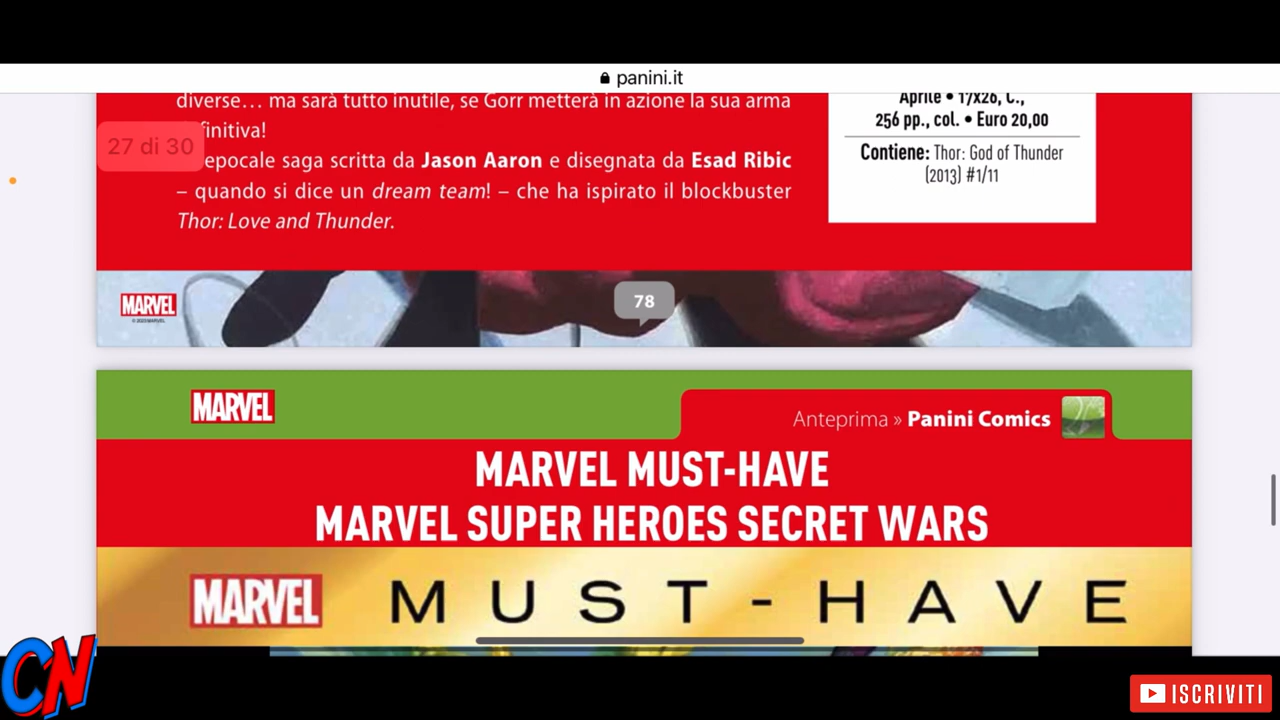 panini.it
diverse… ma sarà tutto inutile, se Gorr metterà in azione la sua arma
finitiva!
27 di 30
epocale saga scritta da Jason Aaron e disegnata da Esad Ribic
– quando si dice un dream team! – che ha ispirato il blockbuster
Thor: Love and Thunder.
Aprile • 17x26, C.,
256 pp., col. • Euro 20,00
Contiene: Thor: God of Thunder
(2013) #1/11
MARVEL
78
MARVEL
Anteprima » Panini Comics
MARVEL MUST-HAVE
MARVEL SUPER HEROES SECRET WARS
MARVEL MUST-HAVE
CN
ISCRIVITI